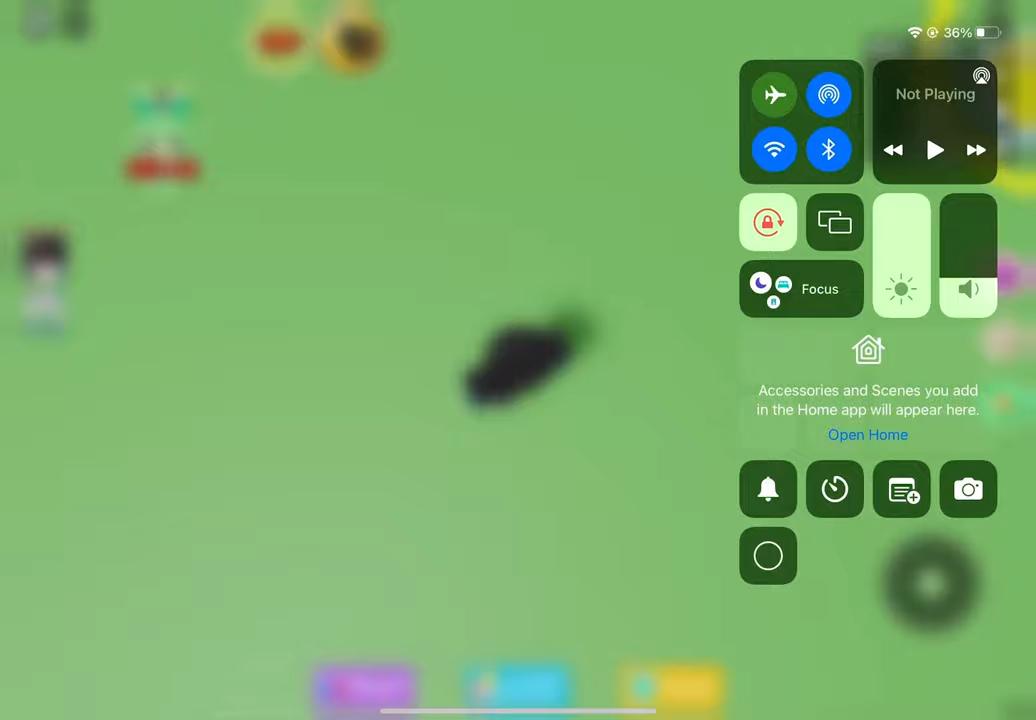 36%
Not Playing
Focus
Accessories and Scenes you add
in the Home app will appear here.
Open Home